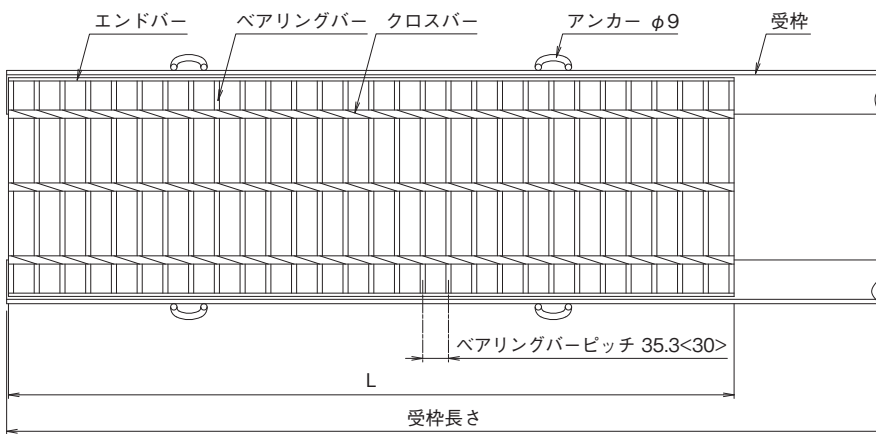 エンドバー
ベアリングバー
クロスバー
アンカー φ9
受枠
ベアリングバーピッチ 35.3<30>
L
受枠長さ